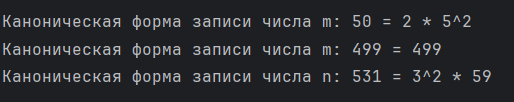 Каноническая форма записи числа m: 50 = 2 * 5^2
Каноническая форма записи числа m: 499 = 499
Каноническая форма записи числа n: 531 = 3^2 * 59